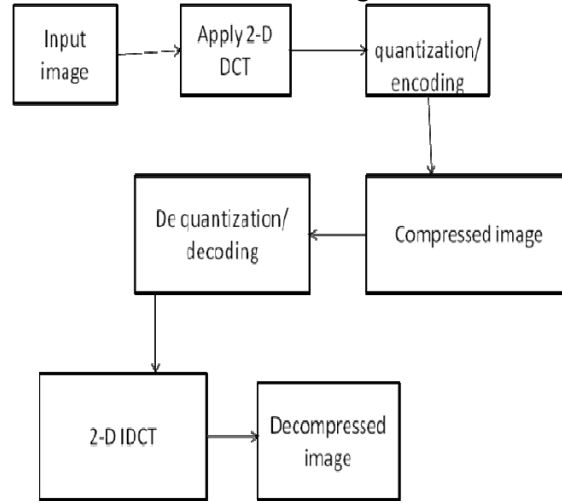 Input
image
Apply 2-D
DCT
quantization/
encoding
Compressed image
De quantization/
decoding
2-D IDCT
Decompressed
image